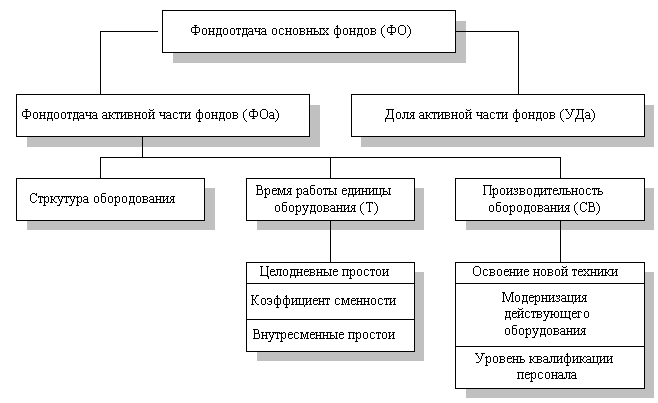 Фондоотдача основных фондов (ФО)
Фондоотдача активной части фондов (ФОа)
Доля активной части фондов (УДа)
Стркутура обородования
Время работы единицы
оборудования (Т)
Производительность
обородования (СВ)
Целодневные простои
Коэффициент сменности
Внутресменные простои
Освоение новой техники
Модернизация
действующего
оборудования
Уровень квалификации
персонала